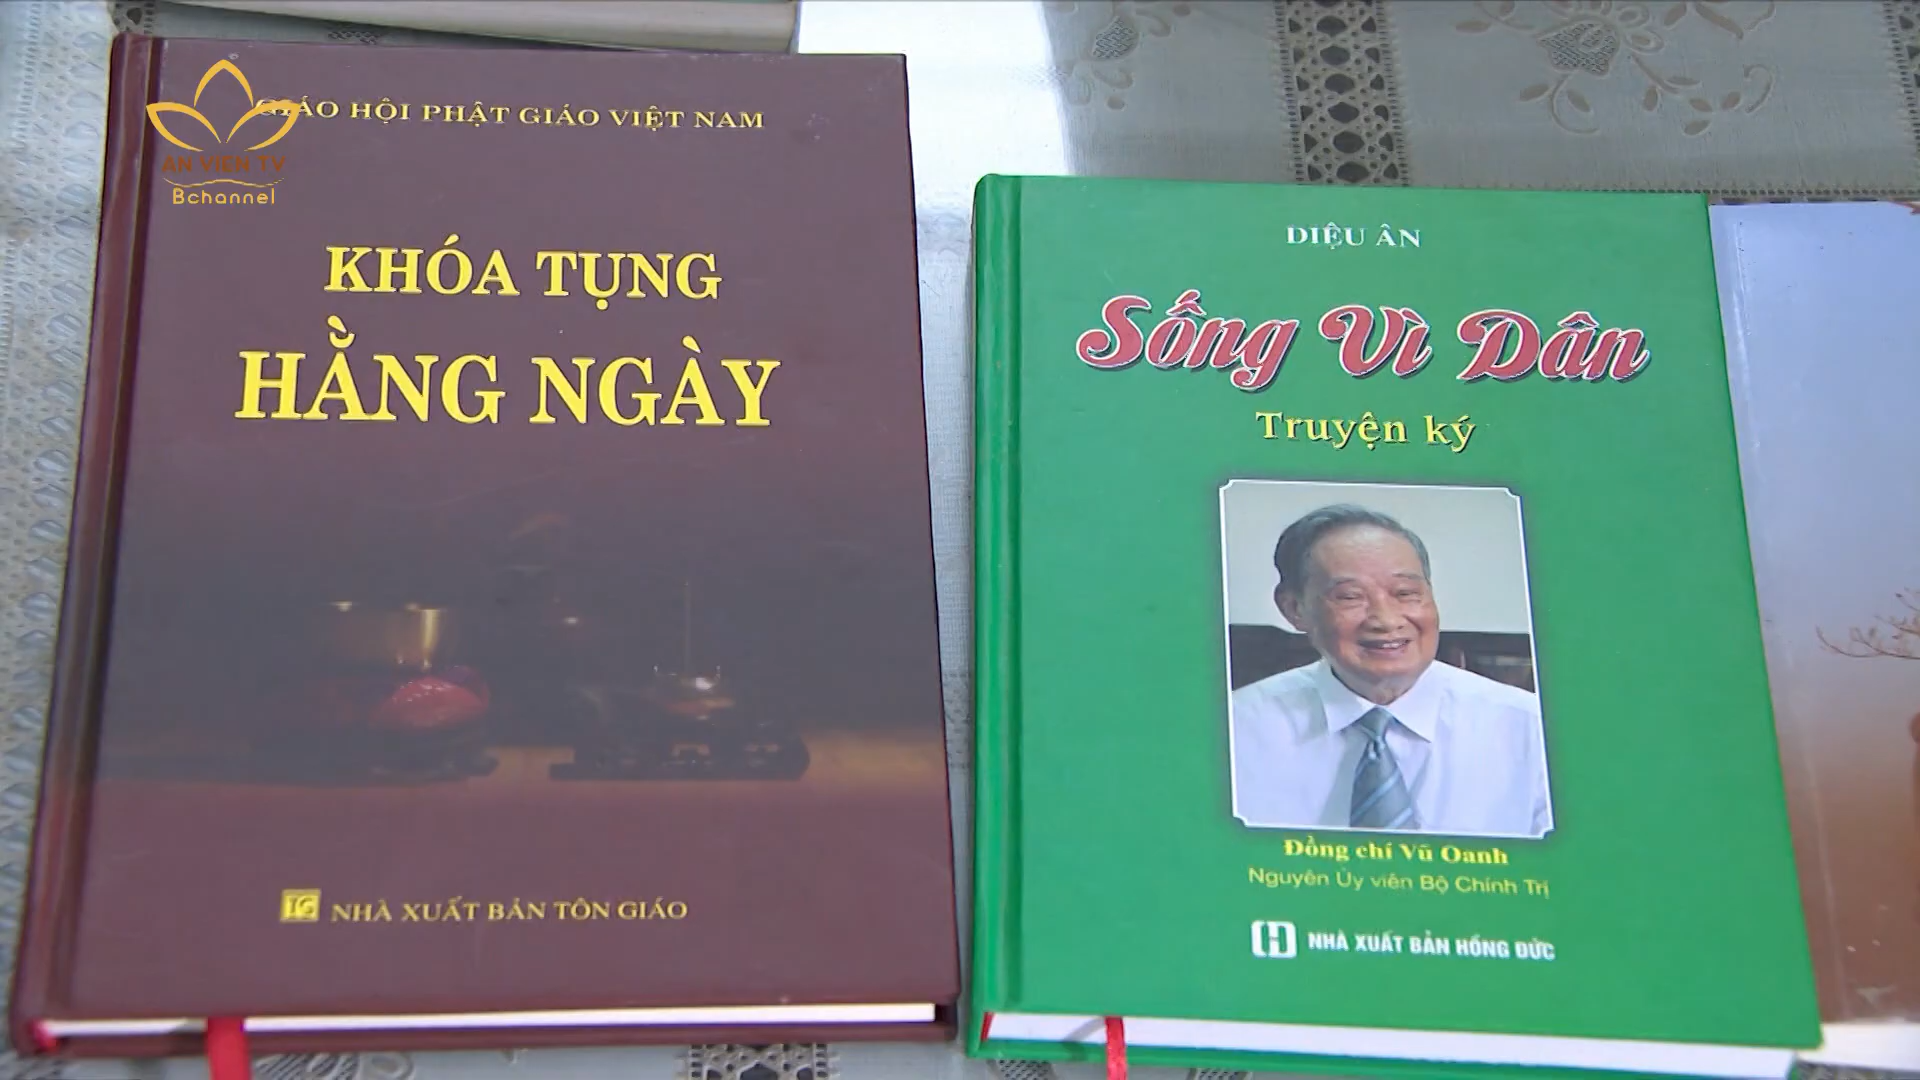 GIÁO HỘI PHẬT GIÁO VIỆT NAM
AN VIEN TV
Bchannel
KHÓA TỤNG
HẰNG NGÀY
NHÀ XUẤT BẢN TÔN GIÁO
DIỆU ÂN
Sống Vì Dân
Truyện ký
Đồng chí Vũ Oanh
Nguyên Ủy viên Bộ Chính Trị
NHÀ XUẤT BẢN HỒNG ĐỨC